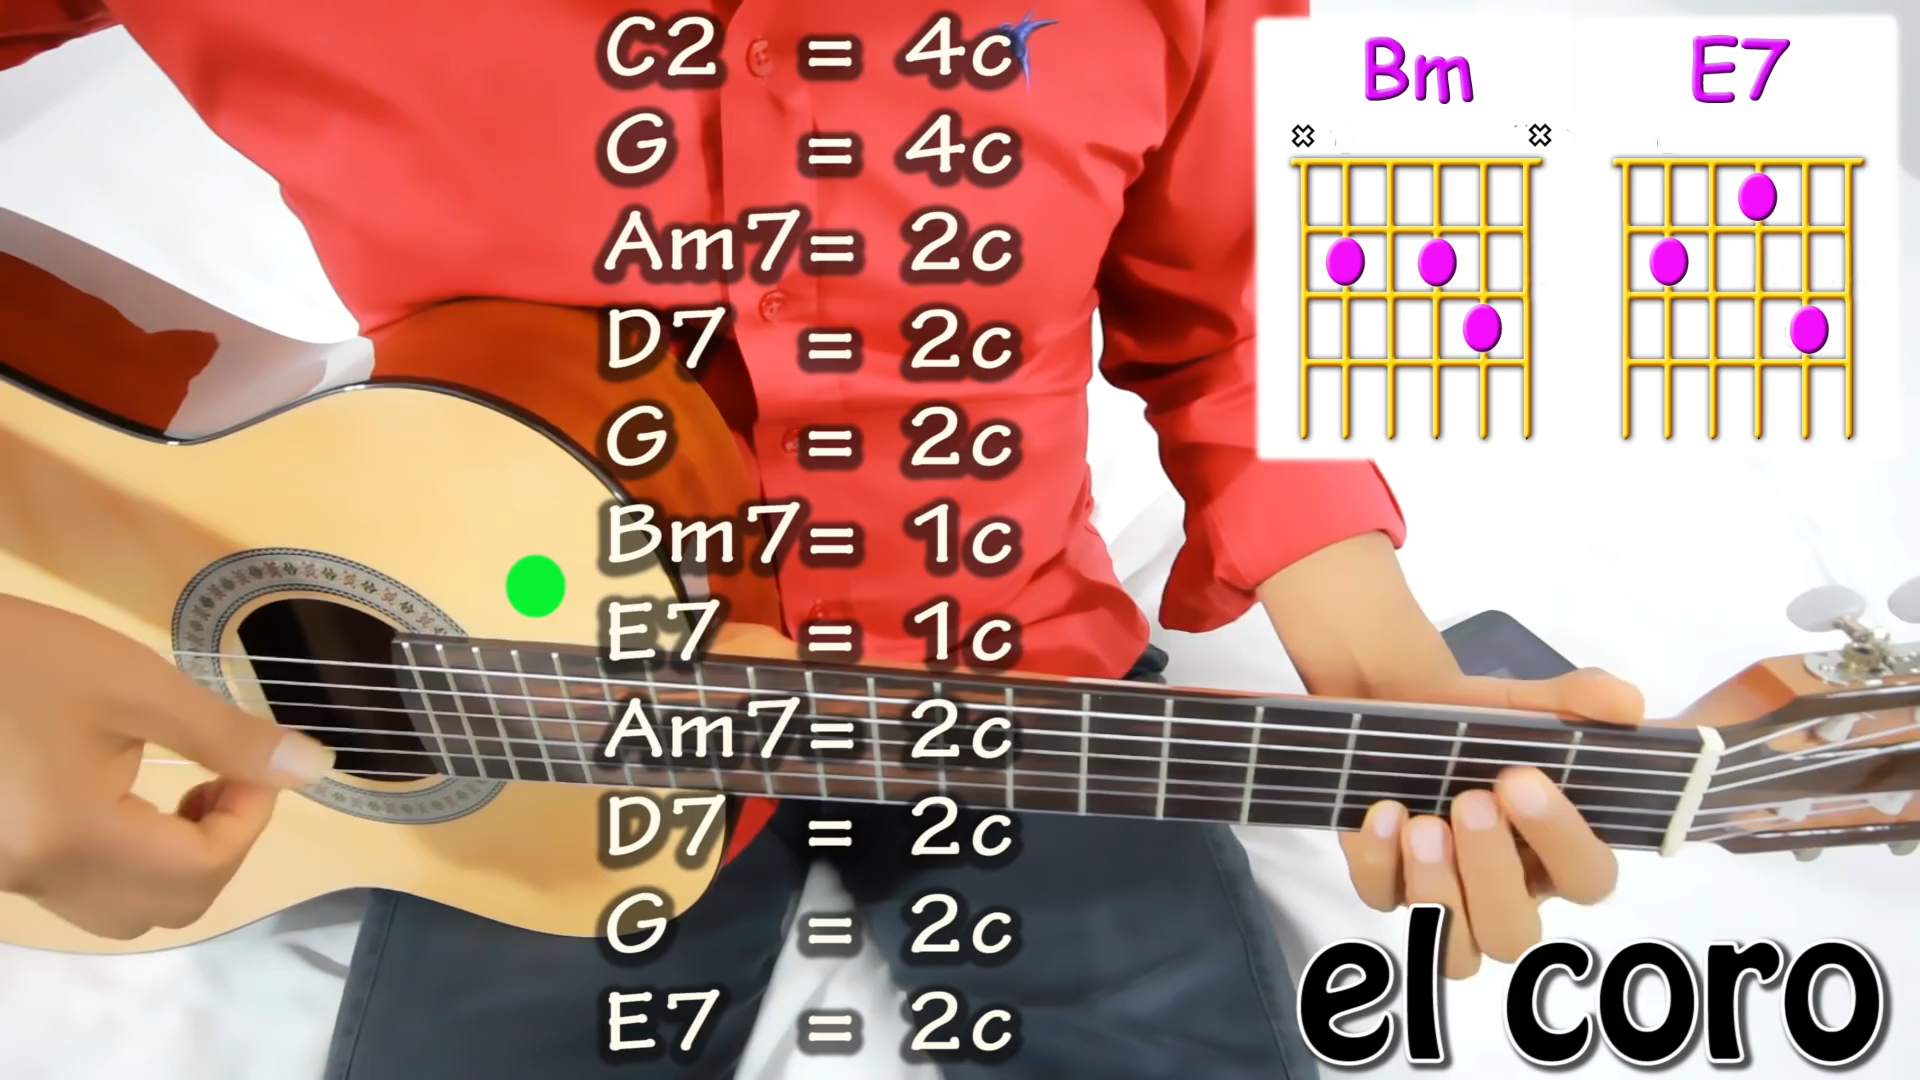 C2 = 4c
G = 4c
Am7 = 2c
D7 = 2c
G = 2c
Bm7 = 1c
E7 = 1c
Am7 = 2c
D7 = 2c
G = 2c
E7 = 2c
Bm E7
el coro